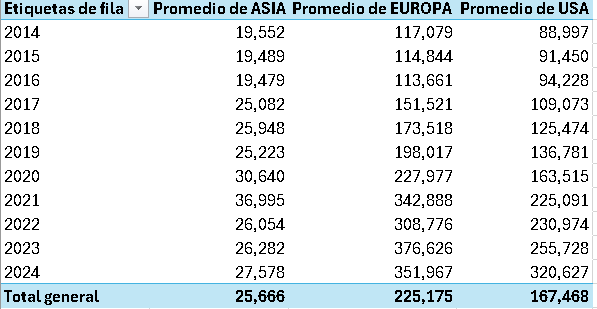 Etiquetas de fila Promedio de ASIA Promedio de EUROPA Promedio de USA
2014 19,552 117,079 88,997
2015 19,489 114,844 91,450
2016 19,479 113,661 94,228
2017 25,082 151,521 109,073
2018 25,948 173,518 125,474
2019 25,223 198,017 136,781
2020 30,640 227,977 163,515
2021 36,995 342,888 225,091
2022 26,054 308,776 230,974
2023 26,282 376,626 255,728
2024 27,578 351,967 320,627
Total general 25,666 225,175 167,468